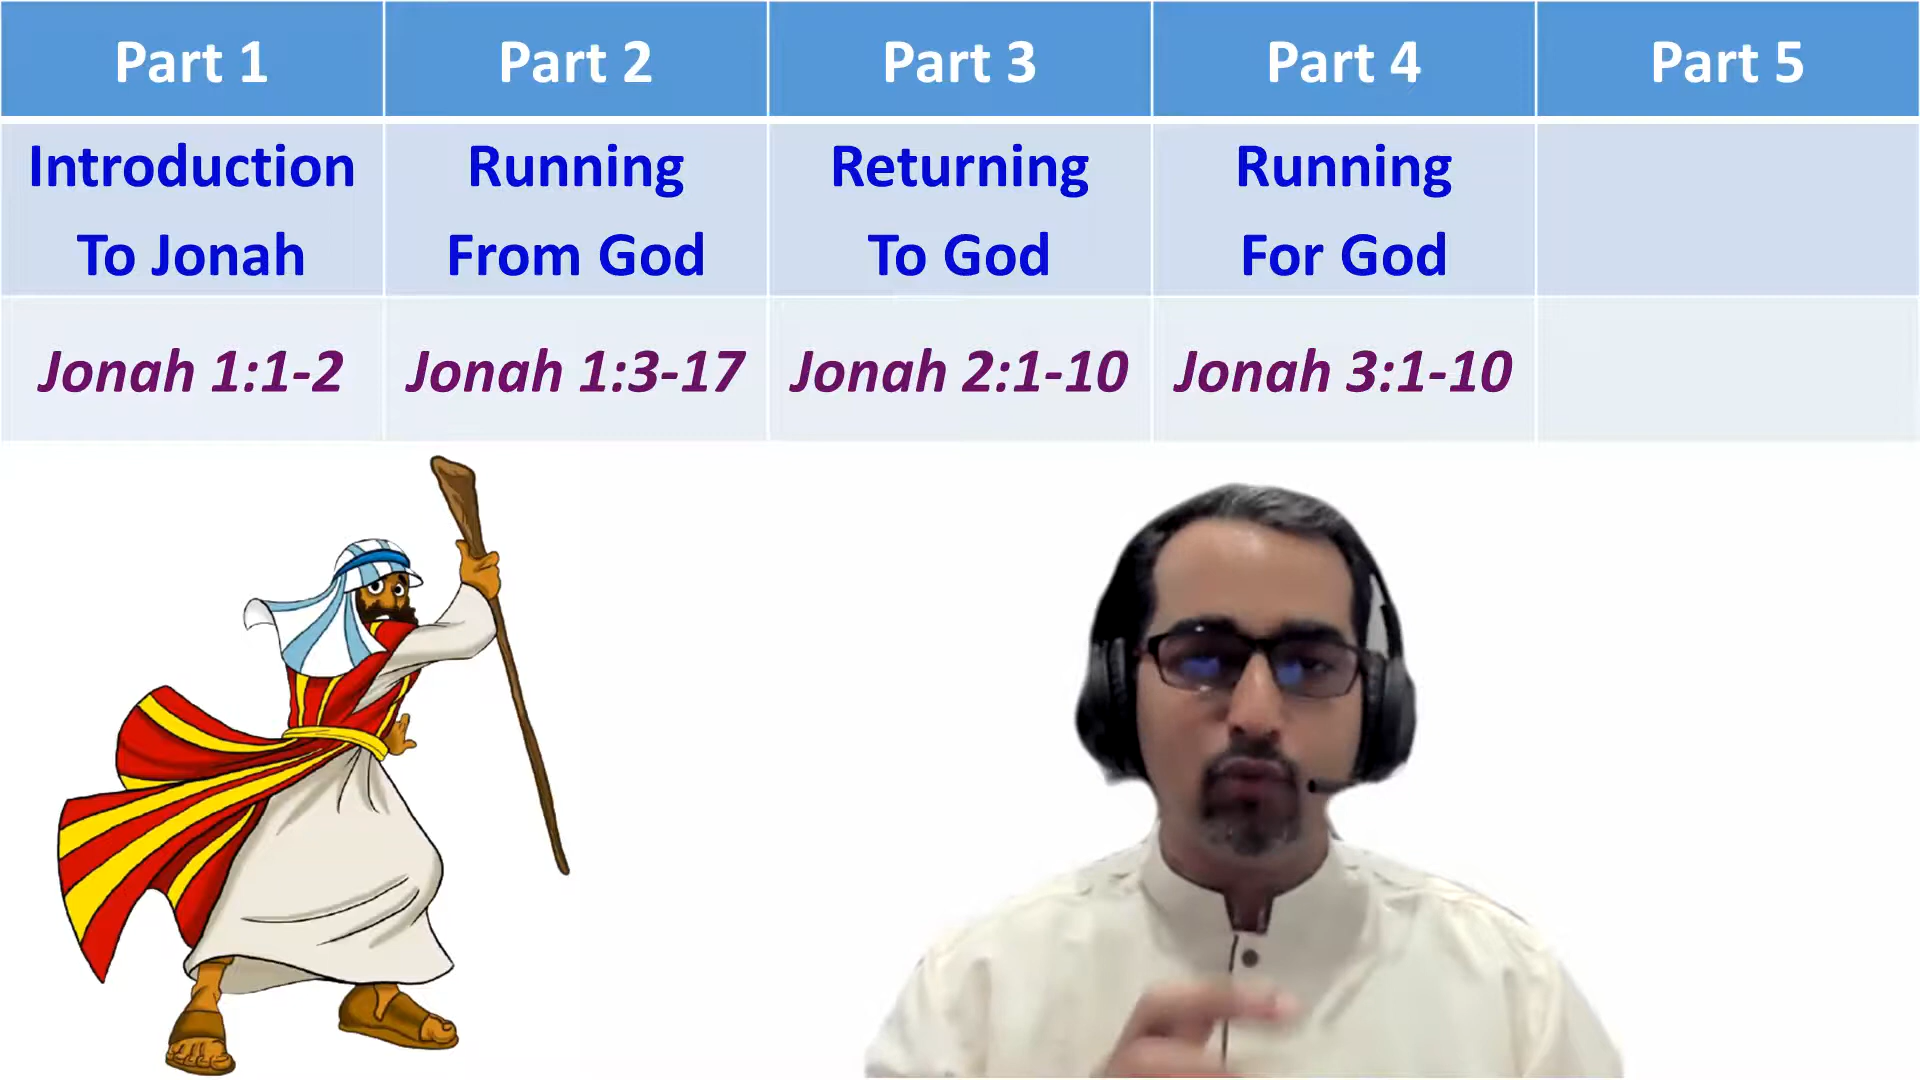 Part 1
Part 2
Part 3
Part 4
Part 5
Introduction
To Jonah
Running
From God
Returning
To God
Running
For God
Jonah 1:1-2
Jonah 1:3-17
Jonah 2:1-10
Jonah 3:1-10